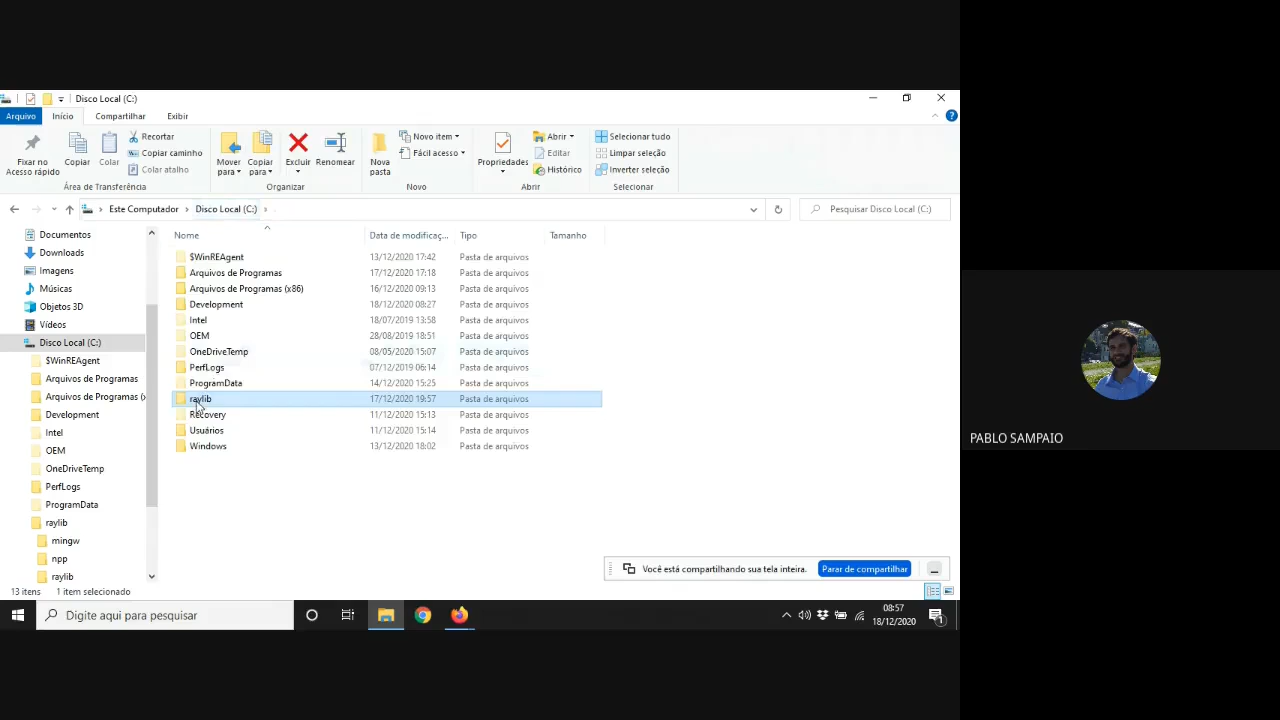 Disco Local (C:)
Arquivo Início Compartilhar Exibir
Fixar no
Acesso rápido
Copiar
Colar
Recortar
Copiar caminho
Colar atalho
Área de Transferência
Mover
para
Copiar
para
Excluir
Renomear
Organizar
Nova
pasta
Novo item
Fácil acesso
Novo
Propriedades
Abrir
Editar
Histórico
Abrir
Selecionar tudo
Limpar seleção
Inverter seleção
Selecionar
Este Computador > Disco Local (C:) >
Pesquisar Disco Local (C:)
Documentos
Downloads
Imagens
Músicas
Objetos 3D
Vídeos
Disco Local (C:)
$WinREAgent
Arquivos de Programas
Arquivos de Programas (x
Development
Intel
OEM
OneDriveTemp
PerfLogs
ProgramData
raylib
mingw
npp
raylib
Nome Data de modificaç... Tipo Tamanho
$WinREAgent 13/12/2020 17:42 Pasta de arquivos
Arquivos de Programas 17/12/2020 17:18 Pasta de arquivos
Arquivos de Programas (x86) 16/12/2020 09:13 Pasta de arquivos
Development 18/12/2020 08:27 Pasta de arquivos
Intel 18/07/2019 13:58 Pasta de arquivos
OEM 28/08/2019 18:51 Pasta de arquivos
OneDriveTemp 08/05/2020 15:07 Pasta de arquivos
PerfLogs 07/12/2019 06:14 Pasta de arquivos
ProgramData 14/12/2020 15:25 Pasta de arquivos
raylib 17/12/2020 19:57 Pasta de arquivos
Recovery 11/12/2020 15:13 Pasta de arquivos
Usuários 11/12/2020 15:14 Pasta de arquivos
Windows 13/12/2020 18:02 Pasta de arquivos
Você está compartilhando sua tela inteira. Parar de compartilhar
13 itens 1 item selecionado
Digite aqui para pesquisar
08:57
18/12/2020
1
PABLO SAMPAIO